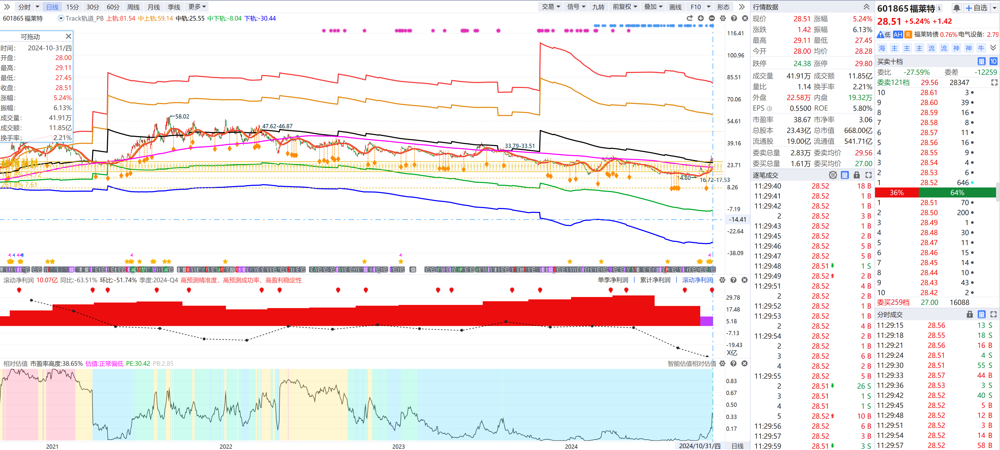 分时 日线 15分 30分 60分 周线 月线 季线 更多 交易 信号 九转 前复权 叠加 画线 F10 形态
601865 福莱特 Track轨道_PB 上轨:81.54 中上轨:59.14 中轨:25.55 中下轨:-8.04 下轨:-30.44
可拖动
时间: 2024-10-31/四
开盘: 28.00
最高: 29.11
最低: 27.45
收盘: 28.51
涨幅: 5.24%
振幅: 6.13%
成交量: 41.91万
成交额: 11.85亿
换手率: 2.21%
116.41
100.96
85.51
70.06
54.61
39.16
23.71
8.26
-7.19
-14.41
-22.64
-38.09
58.02
47.62-46.87
33.79-33.51
14.80
16.72-17.53
161.8% 14.72
261.8% 7.61
滚动净利润 10.07亿 同比:-63.51% 环比:-51.74% 季度:2024-Q4 高预测精准度，高预测成功率，高盈利稳定性
单季净利润 | 累计净利润 | 滚动净利润
29.78
17.48
5.18
-7.13
-19.43
X亿
相对估值 市盈率高度:38.65% 估值:正常偏低 PE:30.42 PB:2.85
智能估值相对估值
0.83
0.67
0.50
0.33
0.17
2021 2022 2023 2024 2024/10/31/四 日线
行情数据
现价 28.51 涨幅 5.24%
涨跌 1.42 振幅 6.13%
最高 29.11 最低 27.45
今开 28.00 均价 28.28
跌停 24.38 涨停 29.80
成交量 41.91万 成交额 11.85亿
量比 1.14 换手率 2.21%
外盘 22.58万 内盘 19.32万
EPS ③ 0.5500 ROE 5.80%
市盈率 38.67 市净率 3.06
总股本 23.43亿 总市值 668.00亿
流通股 19.00亿 流通值 541.71亿
委卖总量 2.83万 委卖均价 29.56
委买总量 1.61万 委买均价 27.00
逐笔成交 单 量
11:29:40 28.52 18 B
11:29:41 28.52 1 B
11:29:42 28.52 1 B
2 28.52 3 B
11:29:43 28.52 1 B
11:29:45 28.52 2 B
11:29:46 28.52 5 B
11:29:47 28.52 5 B
11:29:48 28.51 1 S
11:29:49 28.52 2 B
11:29:51 28.52 4 B
2 28.52 2 B
11:29:52 28.52 1 B
11:29:53 28.52 1 B
2 28.52 4 B
11:29:54 28.52 2 B
2 28.52 1 B
3 28.52 6 B
4 28.52 2 B
11:29:55 28.52 5 B
2 28.51 26 S
3 28.51 1 S
4 28.51 1 S
5 28.52 10 B
11:29:56 28.52 6 B
11:29:57 28.52 3 B
11:29:59 28.51 3 S
601865 福莱特 自选
28.51 +5.24% +1.42
低 AH R 福莱转债 0.76% 电气设备: 2.79
海 主 主 主 流 流 神 神 牛
买卖十档 量 10
委比 -27.59% 委差 -12259
委卖121档 29.56 28347
10 28.61 3
9 28.60 39
8 28.59 16
7 28.58 8
6 28.57 11
5 28.56 16
4 28.55 9
3 28.54 4
2 28.53 6
1 28.52 646
36% 64%
1 28.51 70
2 28.50 200
3 28.49 1
4 28.48 30
5 28.47 11
6 28.46 15
7 28.45 14
8 28.44 10
9 28.43 43
10 28.42 2
委买259档 27.00 16088
分时成交 量
11:29:15 28.56 13 S
11:29:18 28.55 18 S
11:29:21 28.56 16 B
11:29:24 28.51 4 S
11:29:30 28.51 55 S
11:29:33 28.57 44 B
11:29:36 28.53 3 S
11:29:42 28.52 40 S
11:29:45 28.52 5 B
11:29:48 28.52 12 B
11:29:51 28.52 3 B
11:29:54 28.52 14 B
11:29:57 28.52 58 B